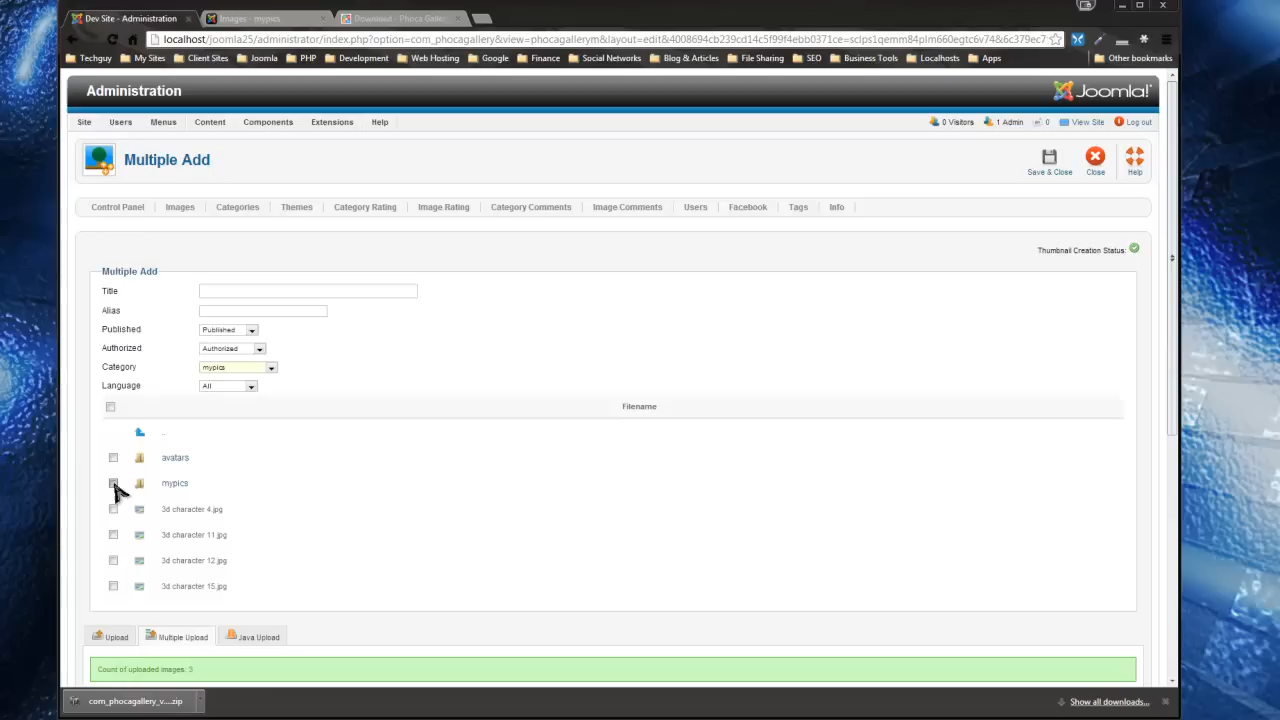 Dev Site - Administration
Images - mypics
Download - Phoca Galler
localhost/joomla25/administrator/index.php?option=com_phocagallery&view=phocagallerym&layout=edit&
Techguy My Sites Client Sites Joomla PHP Development Web Hosting Google Finance Social Networks Blog & Articles File Sharing SEO Business Tools Localhosts Apps Other bookmarks
Administration Joomla!®
Site Users Menus Content Components Extensions Help 0 Visitors 1 Admin 0 View Site Log out
Multiple Add Save & Close Close Help
Control Panel Images Categories Themes Category Rating Image Rating Category Comments Image Comments Users Facebook Tags Info
Thumbnail Creation Status:
Multiple Add
Title
Alias
Published Published
Authorized Authorized
Category mypics
Language All
Filename
..
avatars
mypics
3d character 4.jpg
3d character 11.jpg
3d character 12.jpg
3d character 15.jpg
Upload Multiple Upload Java Upload
Count of uploaded images: 3
com_phocagallery_v....zip Show all downloads...